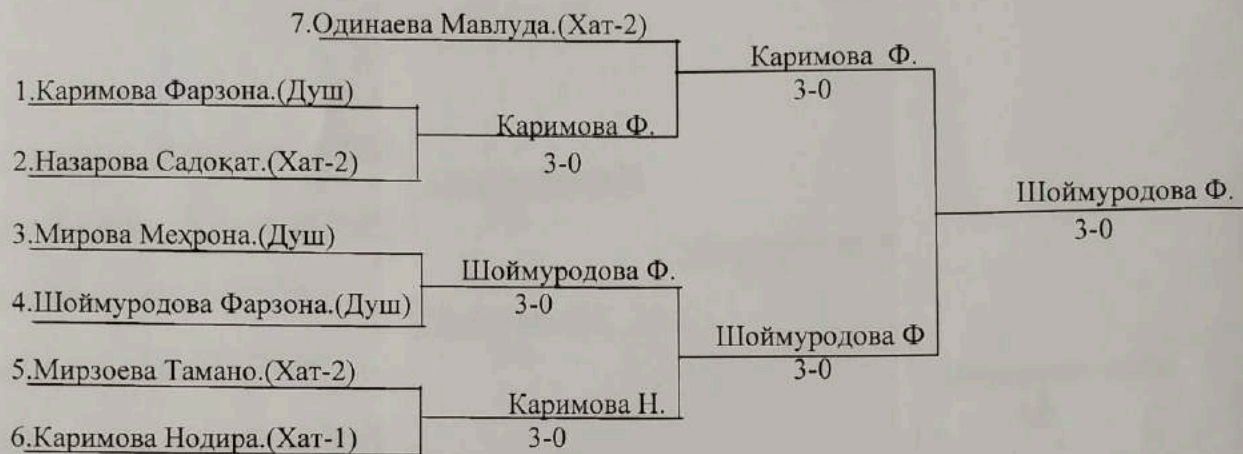 7.Одинаева Мавлуда.(Хат-2)
Каримова Ф.
3-0
1.Каримова Фарзона.(Душ)
Каримова Ф.
3-0
2.Назарова Садоқат.(Хат-2)
Шоймуродова Ф.
3-0
3.Мирова Меҳрона.(Душ)
Шоймуродова Ф.
3-0
4.Шоймуродова Фарзона.(Душ)
Шоймуродова Ф
3-0
5.Мирзоева Тамано.(Хат-2)
Каримова Н.
3-0
6.Каримова Нодира.(Хат-1)